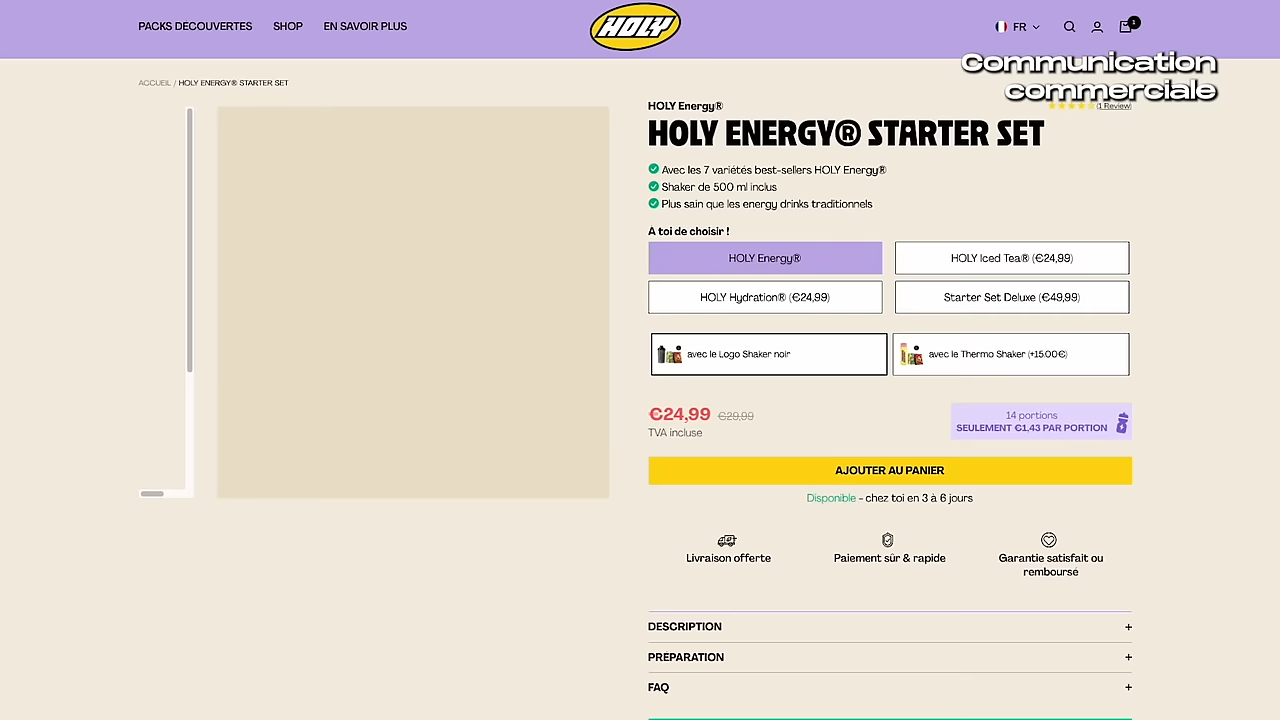 PACKS DECOUVERTES
SHOP
EN SAVOIR PLUS
HOLY
FR
1
Communication
commerciale
ACCUEIL / HOLY ENERGY® STARTER SET
HOLY Energy®
(1 Review)
HOLY ENERGY® STARTER SET
Avec les 7 variétés best-sellers HOLY Energy®
Shaker de 500 ml inclus
Plus sain que les energy drinks traditionnels
A toi de choisir !
HOLY Energy®
HOLY Iced Tea® (€24,99)
HOLY Hydration® (€24,99)
Starter Set Deluxe (€49,99)
avec le Logo Shaker noir
avec le Thermo Shaker (+15.00€)
€24,99 €29,99
TVA incluse
14 portions
SEULEMENT €1,43 PAR PORTION
AJOUTER AU PANIER
Disponible - chez toi en 3 à 6 jours
Livraison offerte
Paiement sûr & rapide
Garantie satisfait ou
remboursé
DESCRIPTION +
PREPARATION +
FAQ +